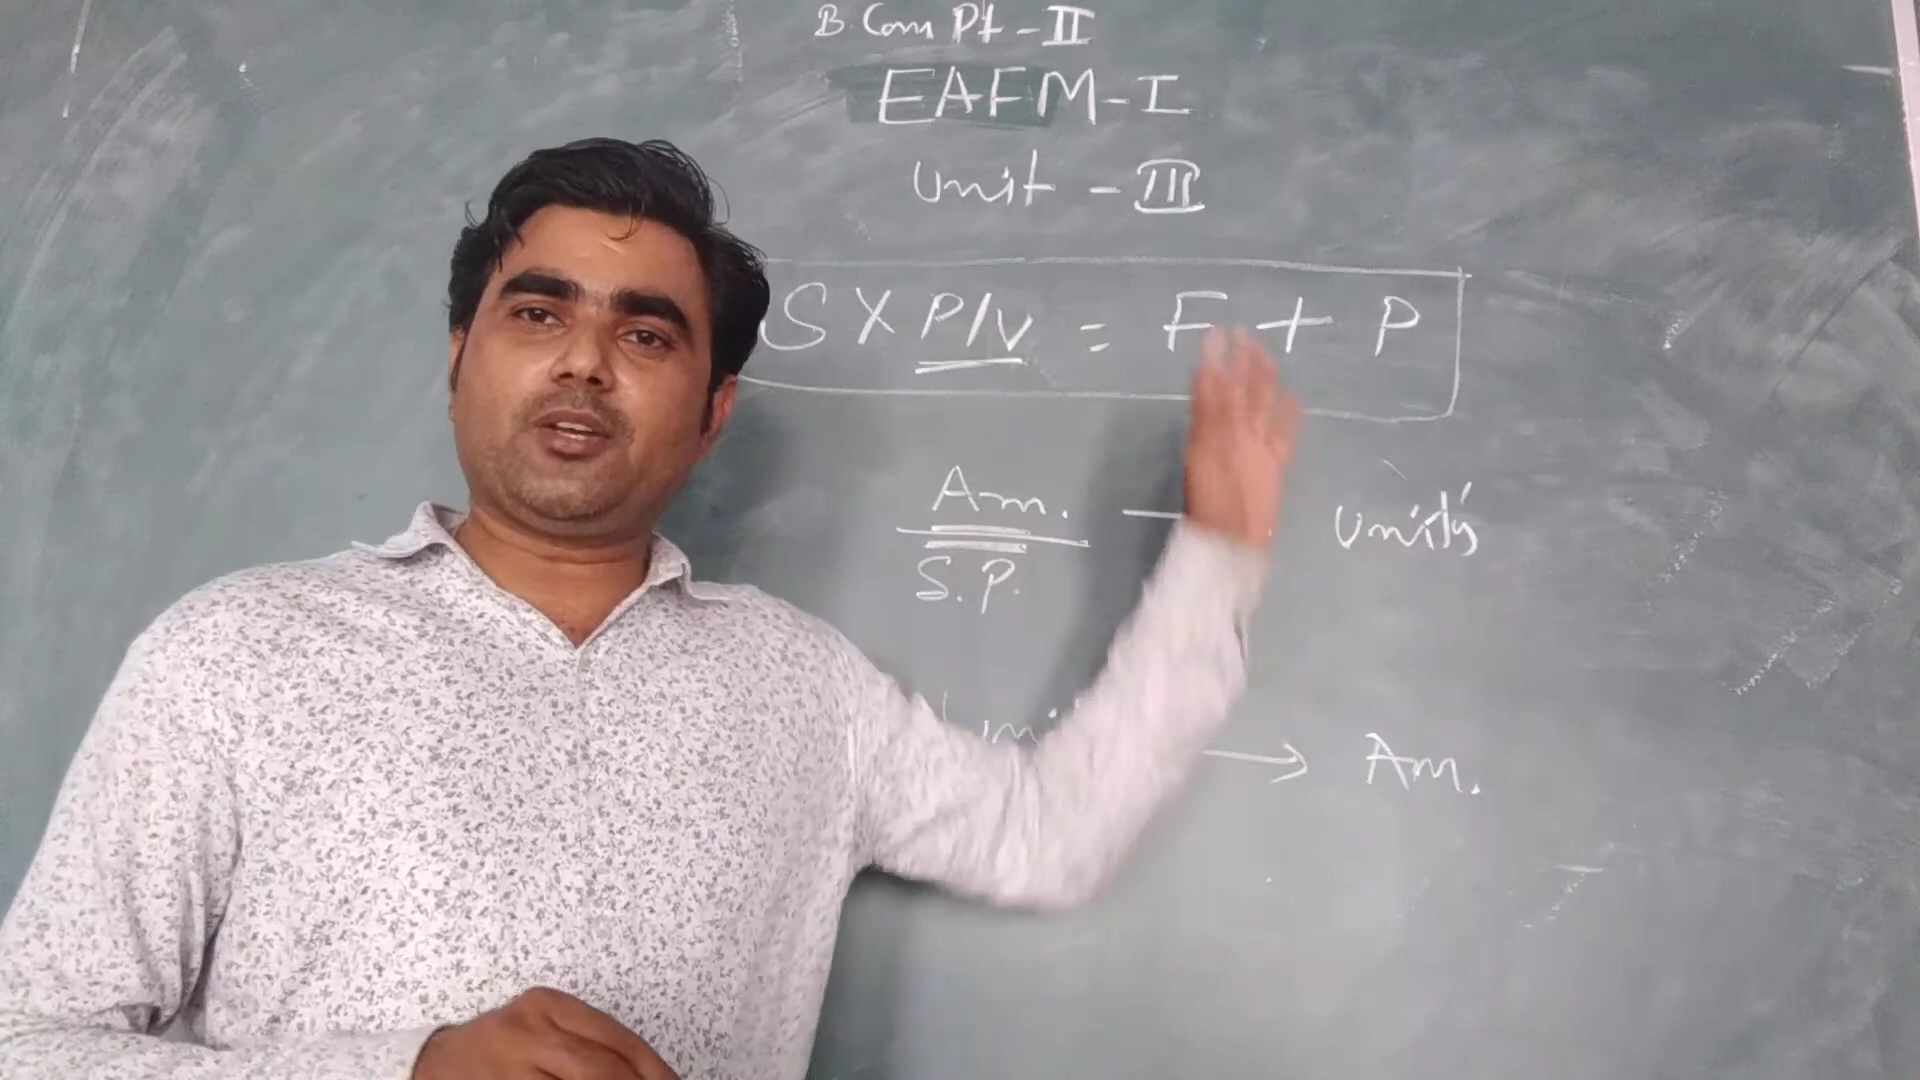 B. Com Pt - II
EAFM - I
Unit - III
S X P/V = F + P
Am. Units
S.P.
→ Am.